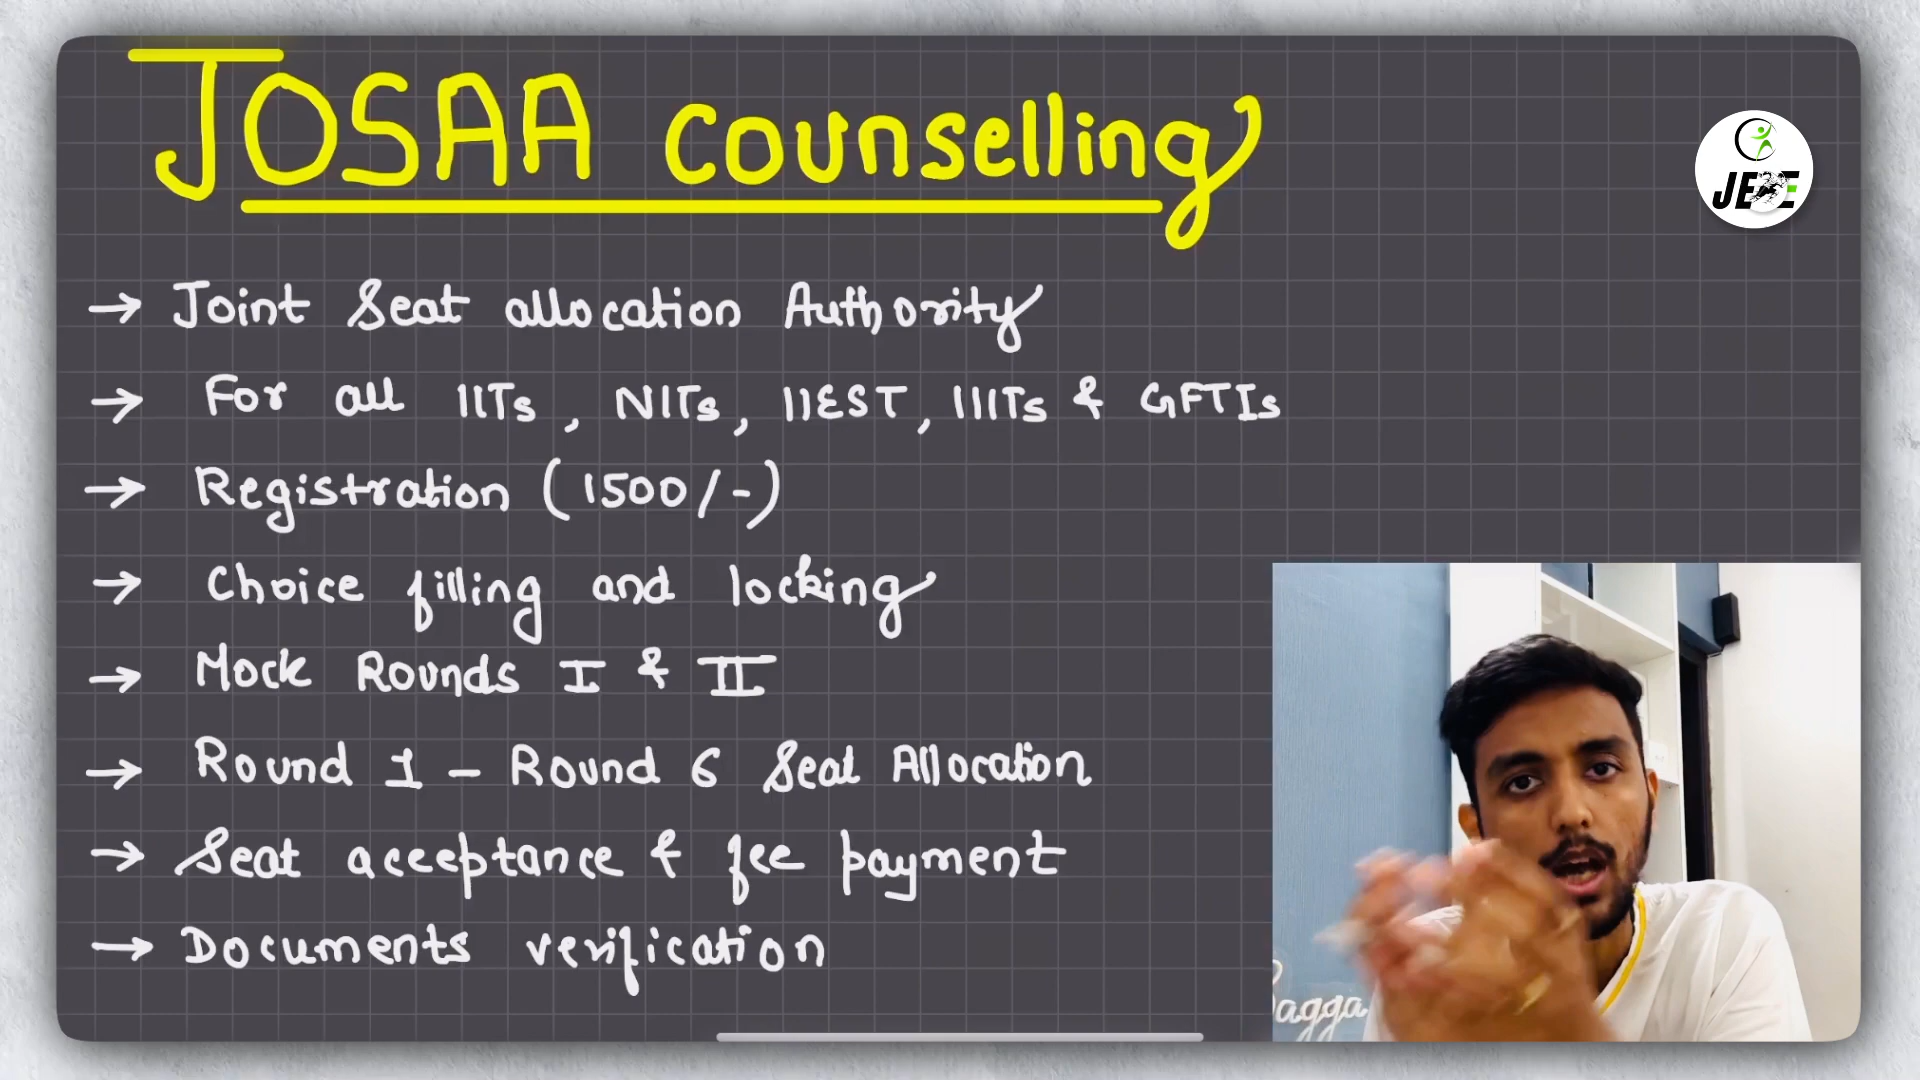 JOSAA counselling
→ Joint Seat allocation Authority
→ For all IITs, NITs, IIEST, IIITs & GFTIs
→ Registration (1500/-)
→ Choice filling and locking
→ Mock Rounds I & II
→ Round 1 - Round 6 Seat Allocation
→ Seat acceptance & fee payment
→ Documents verification